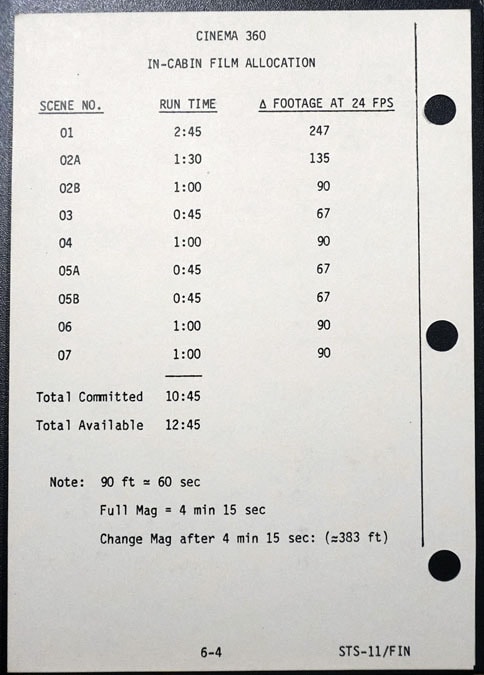 CINEMA 360
IN-CABIN FILM ALLOCATION
SCENE NO. RUN TIME Δ FOOTAGE AT 24 FPS
01 2:45 247
02A 1:30 135
02B 1:00 90
03 0:45 67
04 1:00 90
05A 0:45 67
05B 0:45 67
06 1:00 90
07 1:00 90
Total Committed 10:45
Total Available 12:45
Note: 90 ft ≃ 60 sec
Full Mag = 4 min 15 sec
Change Mag after 4 min 15 sec: (≃383 ft)
6-4 STS-11/FIN